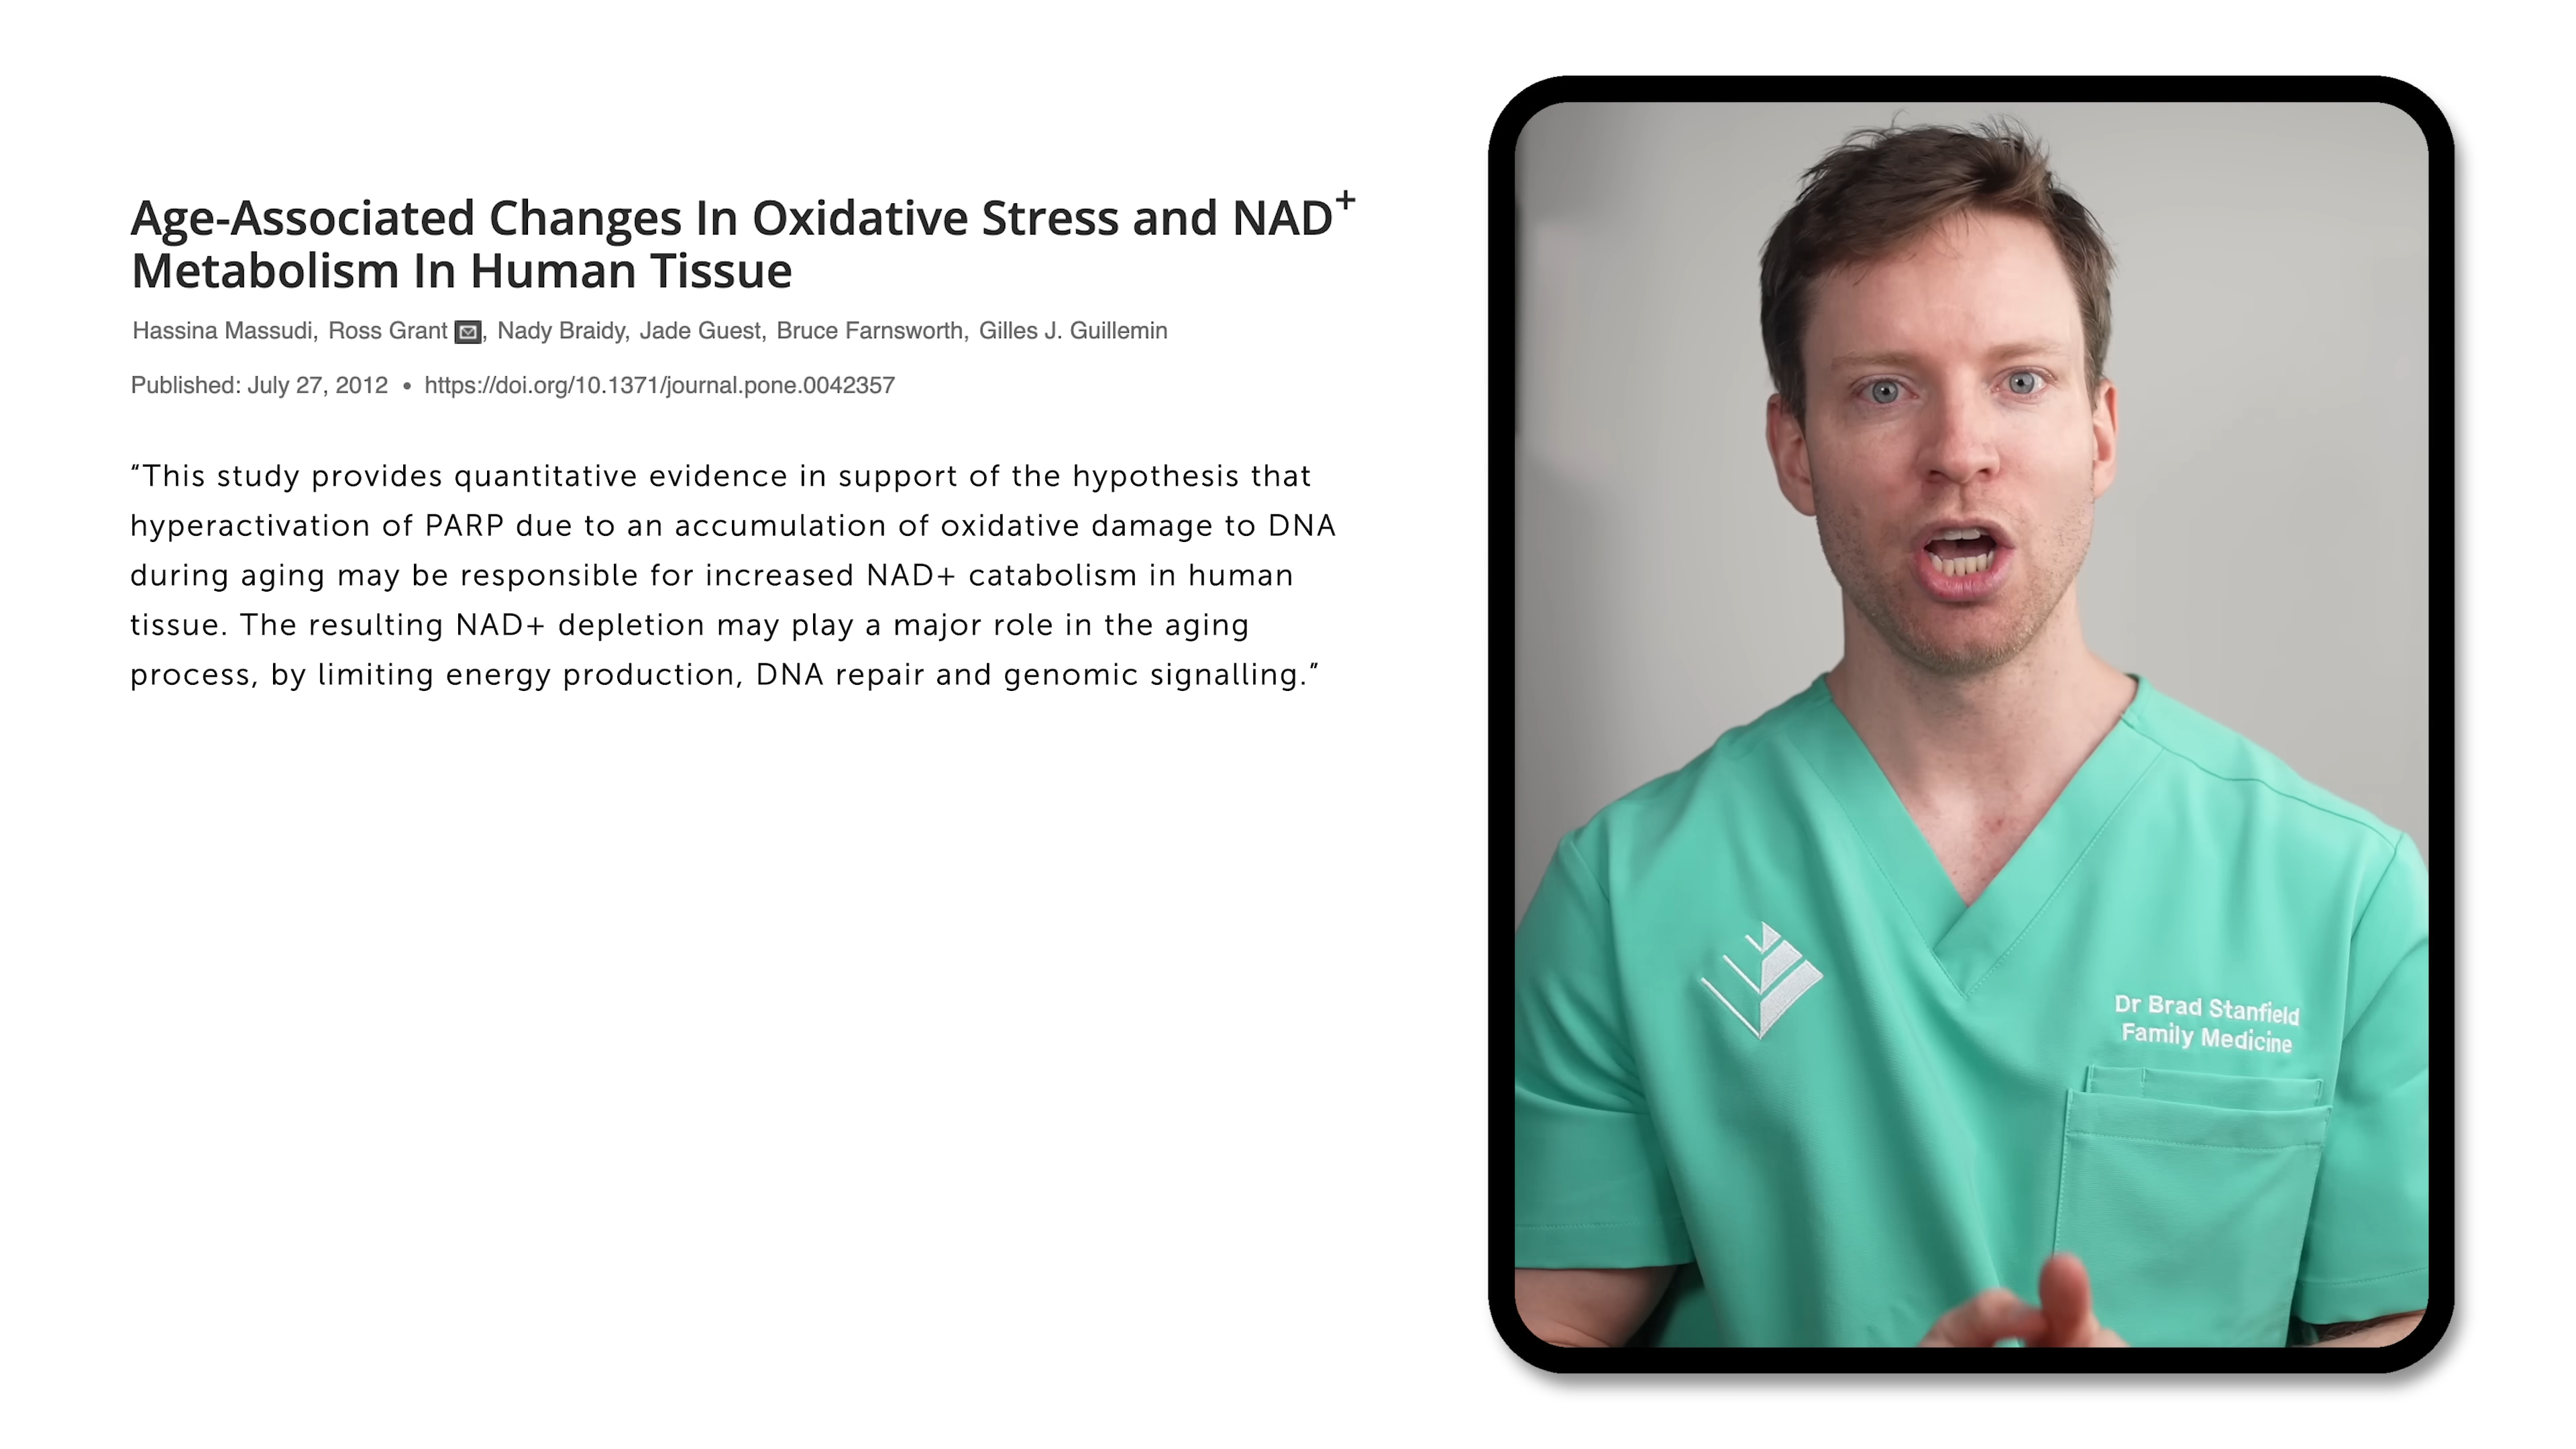 Age-Associated Changes In Oxidative Stress and NAD⁺
Metabolism In Human Tissue
Hassina Massudi, Ross Grant, Nady Braidy, Jade Guest, Bruce Farnsworth, Gilles J. Guillemin
Published: July 27, 2012 • https://doi.org/10.1371/journal.pone.0042357
“This study provides quantitative evidence in support of the hypothesis that
hyperactivation of PARP due to an accumulation of oxidative damage to DNA
during aging may be responsible for increased NAD+ catabolism in human
tissue. The resulting NAD+ depletion may play a major role in the aging
process, by limiting energy production, DNA repair and genomic signalling.”
Dr Brad Stanfield
Family Medicine